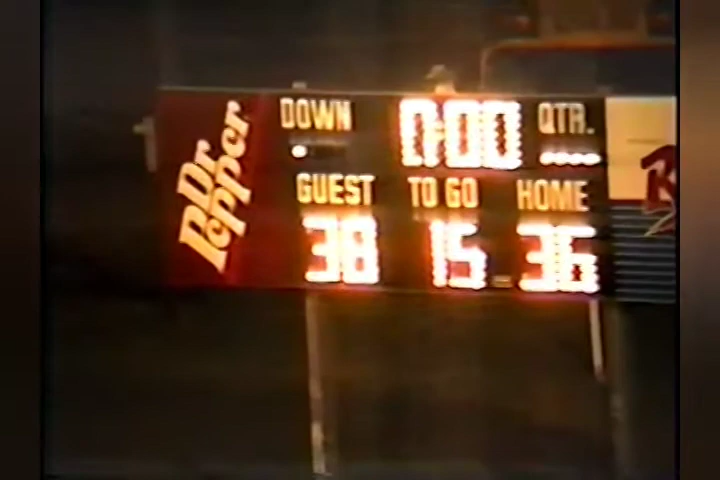 Dr
Pepper
DOWN 0:00 QTR.
GUEST TO GO HOME
38 15 36